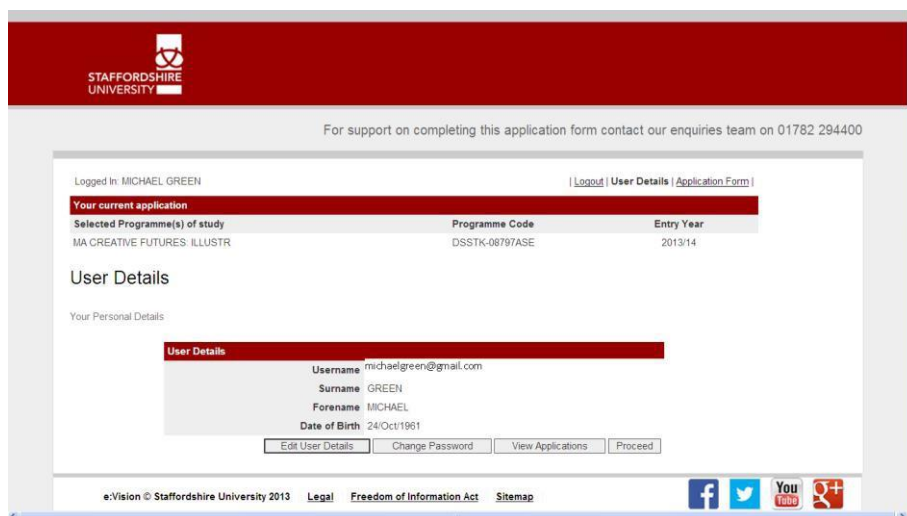 STAFFORDSHIRE
UNIVERSITY
For support on completing this application form contact our enquiries team on 01782 294400
Logged In: MICHAEL GREEN | Logout | User Details | Application Form |
Your current application
Selected Programme(s) of study Programme Code Entry Year
MA CREATIVE FUTURES: ILLUSTR DSSTK-08797ASE 2013/14
User Details
Your Personal Details
User Details
Username michaelgreen@gmail.com
Surname GREEN
Forename MICHAEL
Date of Birth 24/Oct/1961
Edit User Details Change Password View Applications Proceed
e:Vision © Staffordshire University 2013 Legal Freedom of Information Act Sitemap
f You Tube g+